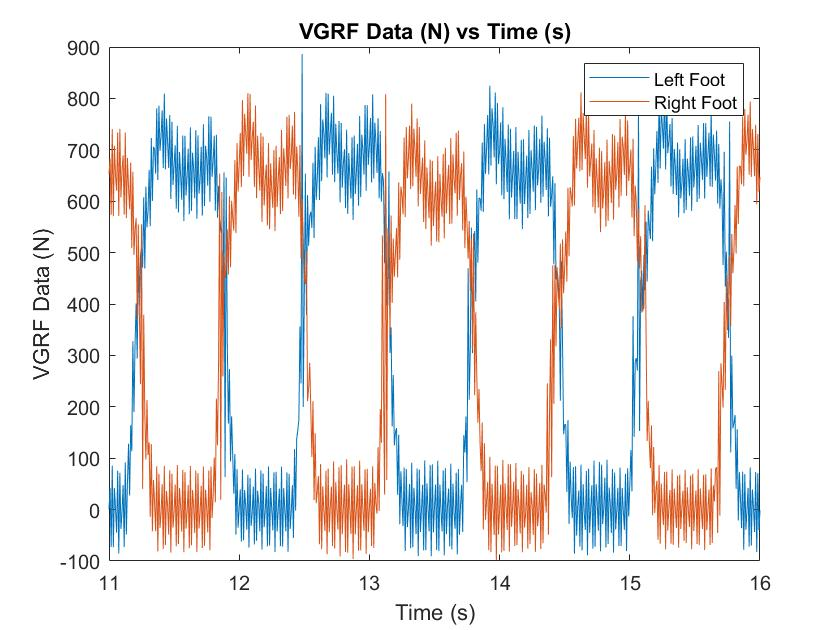 VGRF Data (N) vs Time (s)
900
800
700
600
500
400
300
200
100
0
-100
VGRF Data (N)
Left Foot
Right Foot
11 12 13 14 15 16
Time (s)